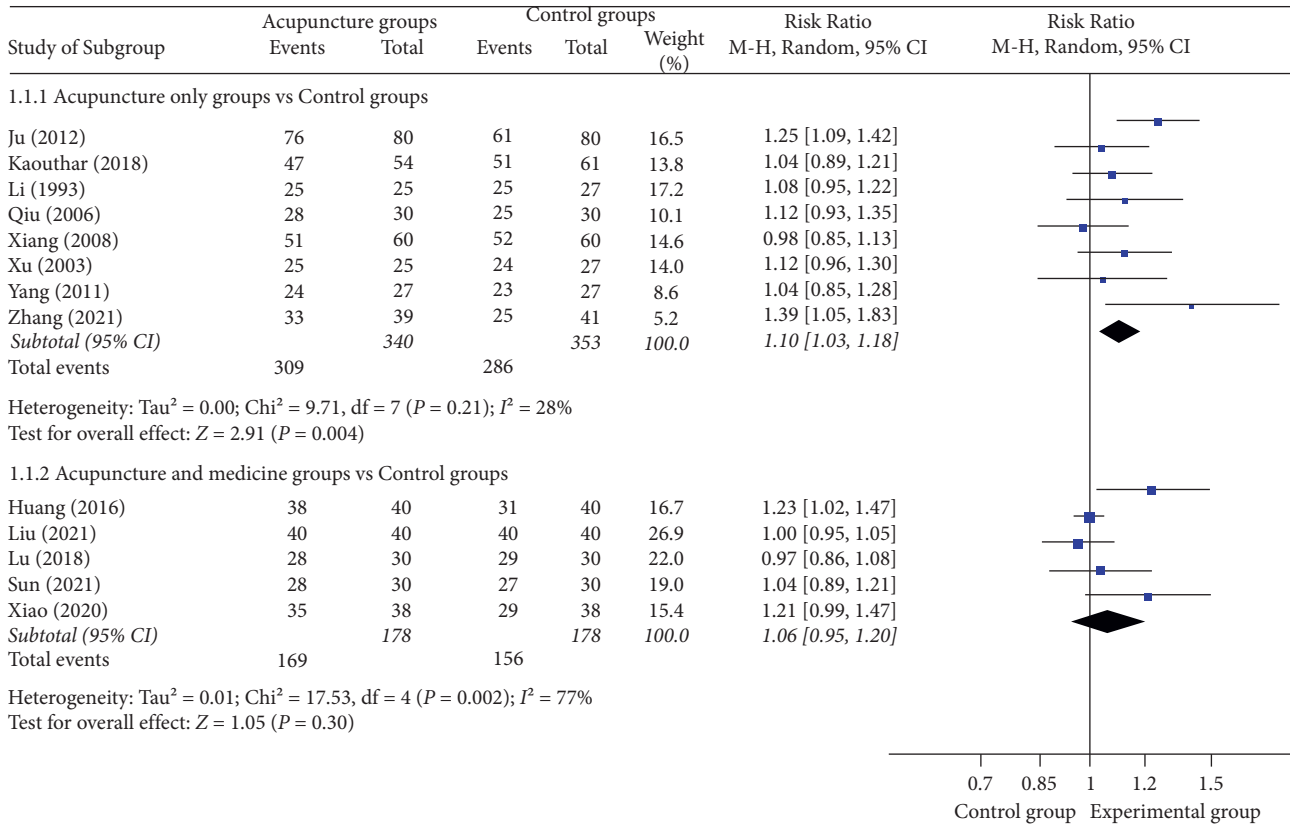 Acupuncture groups Control groups Risk Ratio Risk Ratio
Study of Subgroup Events Total Events Total Weight (%) M-H, Random, 95% CI M-H, Random, 95% CI
1.1.1 Acupuncture only groups vs Control groups
Ju (2012) 76 80 61 80 16.5 1.25 [1.09, 1.42]
Kaouthar (2018) 47 54 51 61 13.8 1.04 [0.89, 1.21]
Li (1993) 25 25 25 27 17.2 1.08 [0.95, 1.22]
Qiu (2006) 28 30 25 30 10.1 1.12 [0.93, 1.35]
Xiang (2008) 51 60 52 60 14.6 0.98 [0.85, 1.13]
Xu (2003) 25 25 24 27 14.0 1.12 [0.96, 1.30]
Yang (2011) 24 27 23 27 8.6 1.04 [0.85, 1.28]
Zhang (2021) 33 39 25 41 5.2 1.39 [1.05, 1.83]
Subtotal (95% CI) 340 353 100.0 1.10 [1.03, 1.18]
Total events 309 286
Heterogeneity: Tau² = 0.00; Chi² = 9.71, df = 7 (P = 0.21); I² = 28%
Test for overall effect: Z = 2.91 (P = 0.004)
1.1.2 Acupuncture and medicine groups vs Control groups
Huang (2016) 38 40 31 40 16.7 1.23 [1.02, 1.47]
Liu (2021) 40 40 40 40 26.9 1.00 [0.95, 1.05]
Lu (2018) 28 30 29 30 22.0 0.97 [0.86, 1.08]
Sun (2021) 28 30 27 30 19.0 1.04 [0.89, 1.21]
Xiao (2020) 35 38 29 38 15.4 1.21 [0.99, 1.47]
Subtotal (95% CI) 178 178 100.0 1.06 [0.95, 1.20]
Total events 169 156
Heterogeneity: Tau² = 0.01; Chi² = 17.53, df = 4 (P = 0.002); I² = 77%
Test for overall effect: Z = 1.05 (P = 0.30)
0.7 0.85 1 1.2 1.5
Control group Experimental group